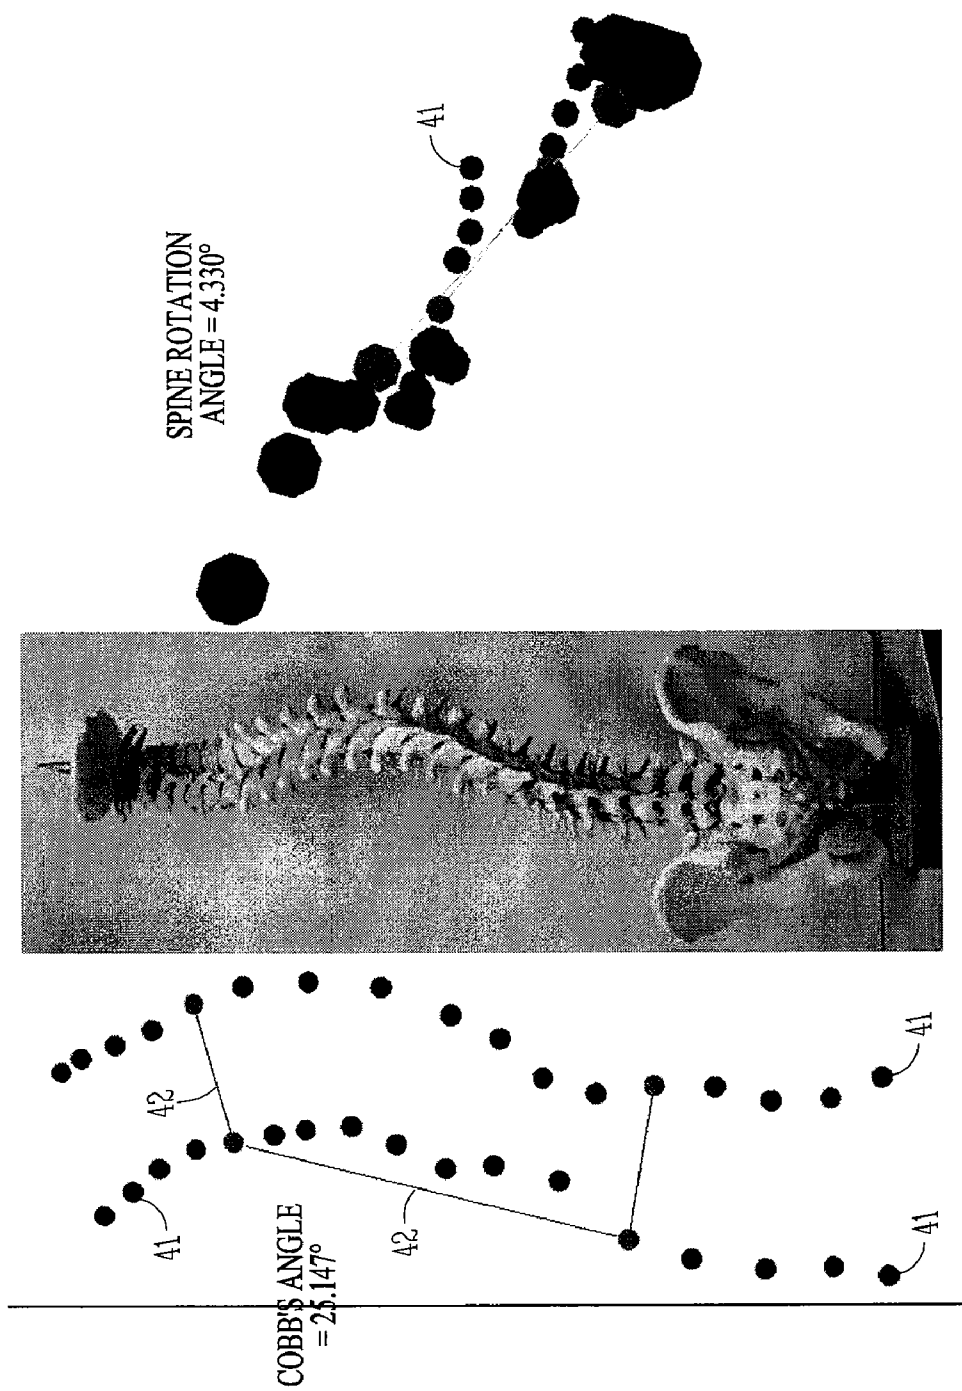 SPINE ROTATION
ANGLE = 4.330°
41
42
41
42
41
41
COBB'S ANGLE
= 25.147°